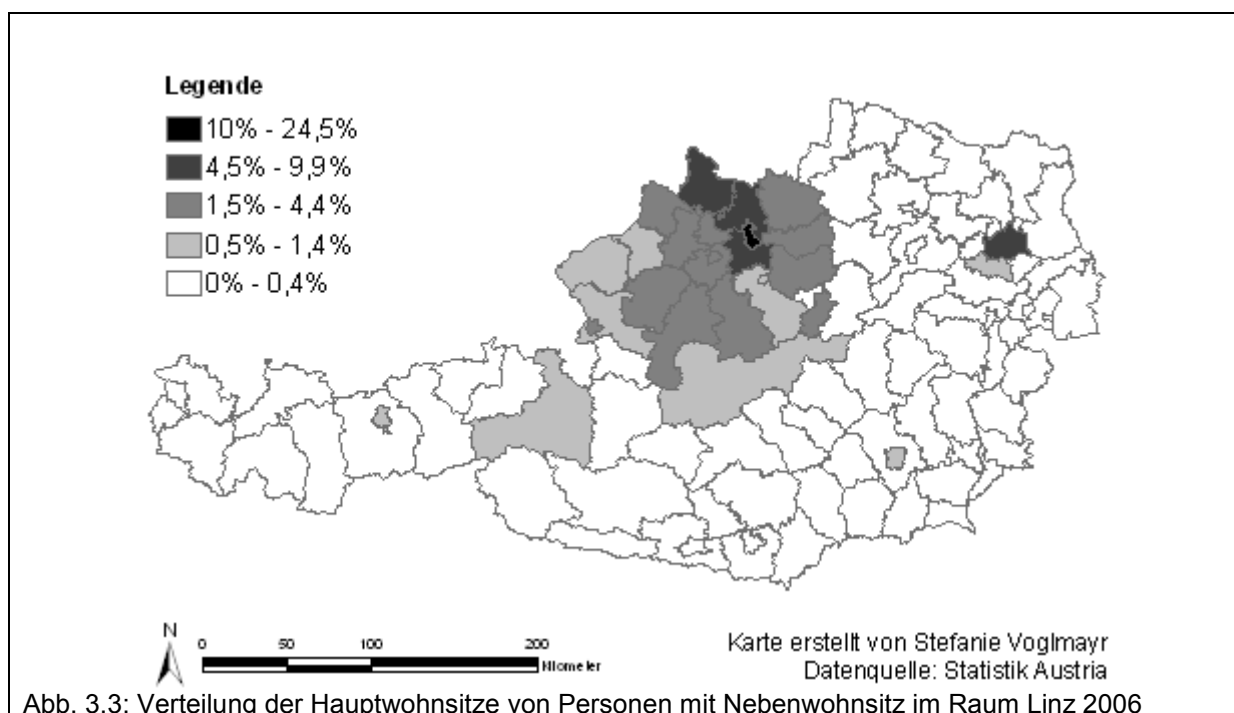 Legende
10% - 24,5%
4,5% - 9,9%
1,5% - 4,4%
0,5% - 1,4%
0% - 0,4%
N
0 50 100 200
Kilometer
Karte erstellt von Stefanie Voglmayr
Datenquelle: Statistik Austria
Abb. 3.3: Verteilung der Hauptwohnsitze von Personen mit Nebenwohnsitz im Raum Linz 2006